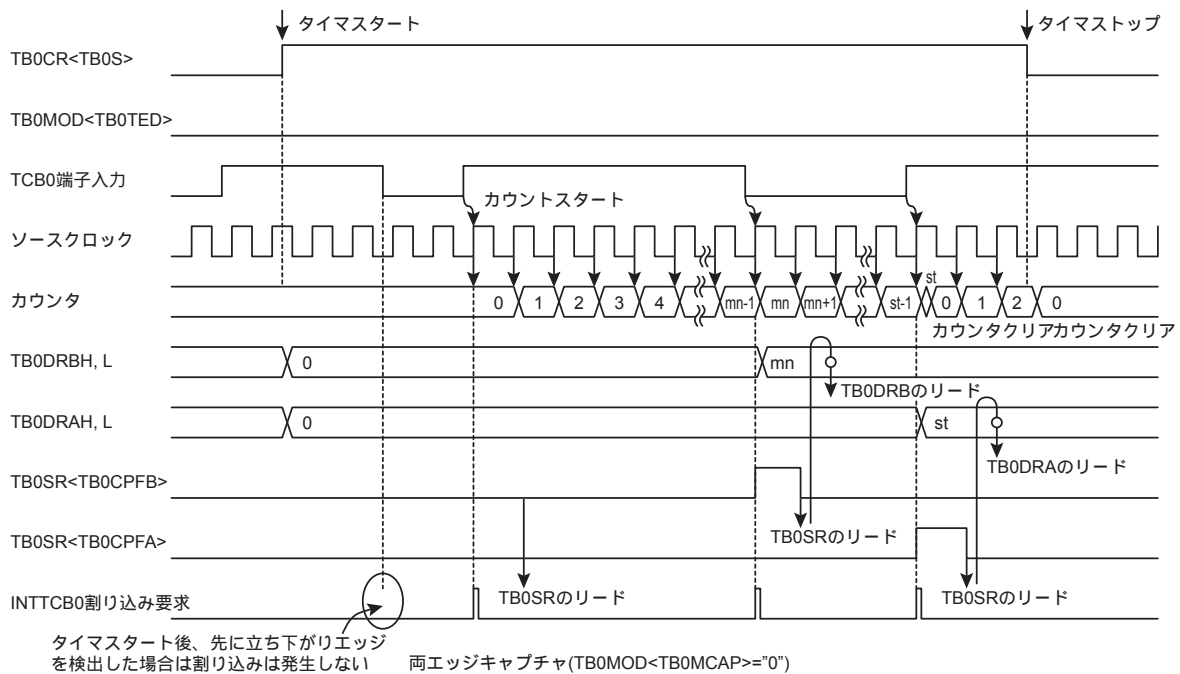 タイマスタート
タイマストップ
TB0CR<TB0S>
TB0MOD<TB0TED>
TCB0端子入力
カウントスタート
ソースクロック
カウンタ
0 1 2 3 4 mn-1 mn mn+1 st-1 st 0 1 2 0
カウンタクリア カウンタクリア
TB0DRBH, L
0 mn
TB0DRBのリード
TB0DRAH, L
0 st
TB0DRAのリード
TB0SR<TB0CPFB>
TB0SRのリード
TB0SR<TB0CPFA>
TB0SRのリード
TB0SRのリード
INTTCB0割り込み要求
タイマスタート後、先に立ち下がりエッジ
を検出した場合は割り込みは発生しない
両エッジキャプチャ(TB0MOD<TB0MCAP>=”0”)